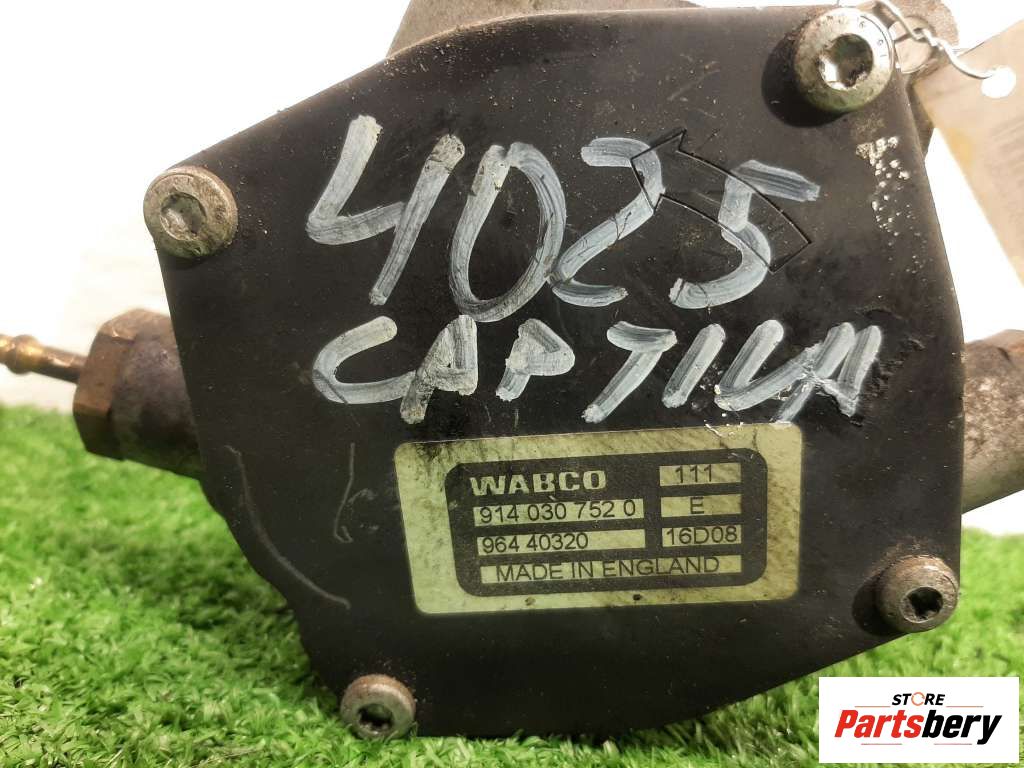 4025
CAPTIVA
WABCO 111
914 030 752 0 E
964 40320 16D08
MADE IN ENGLAND
STORE
Partsbery